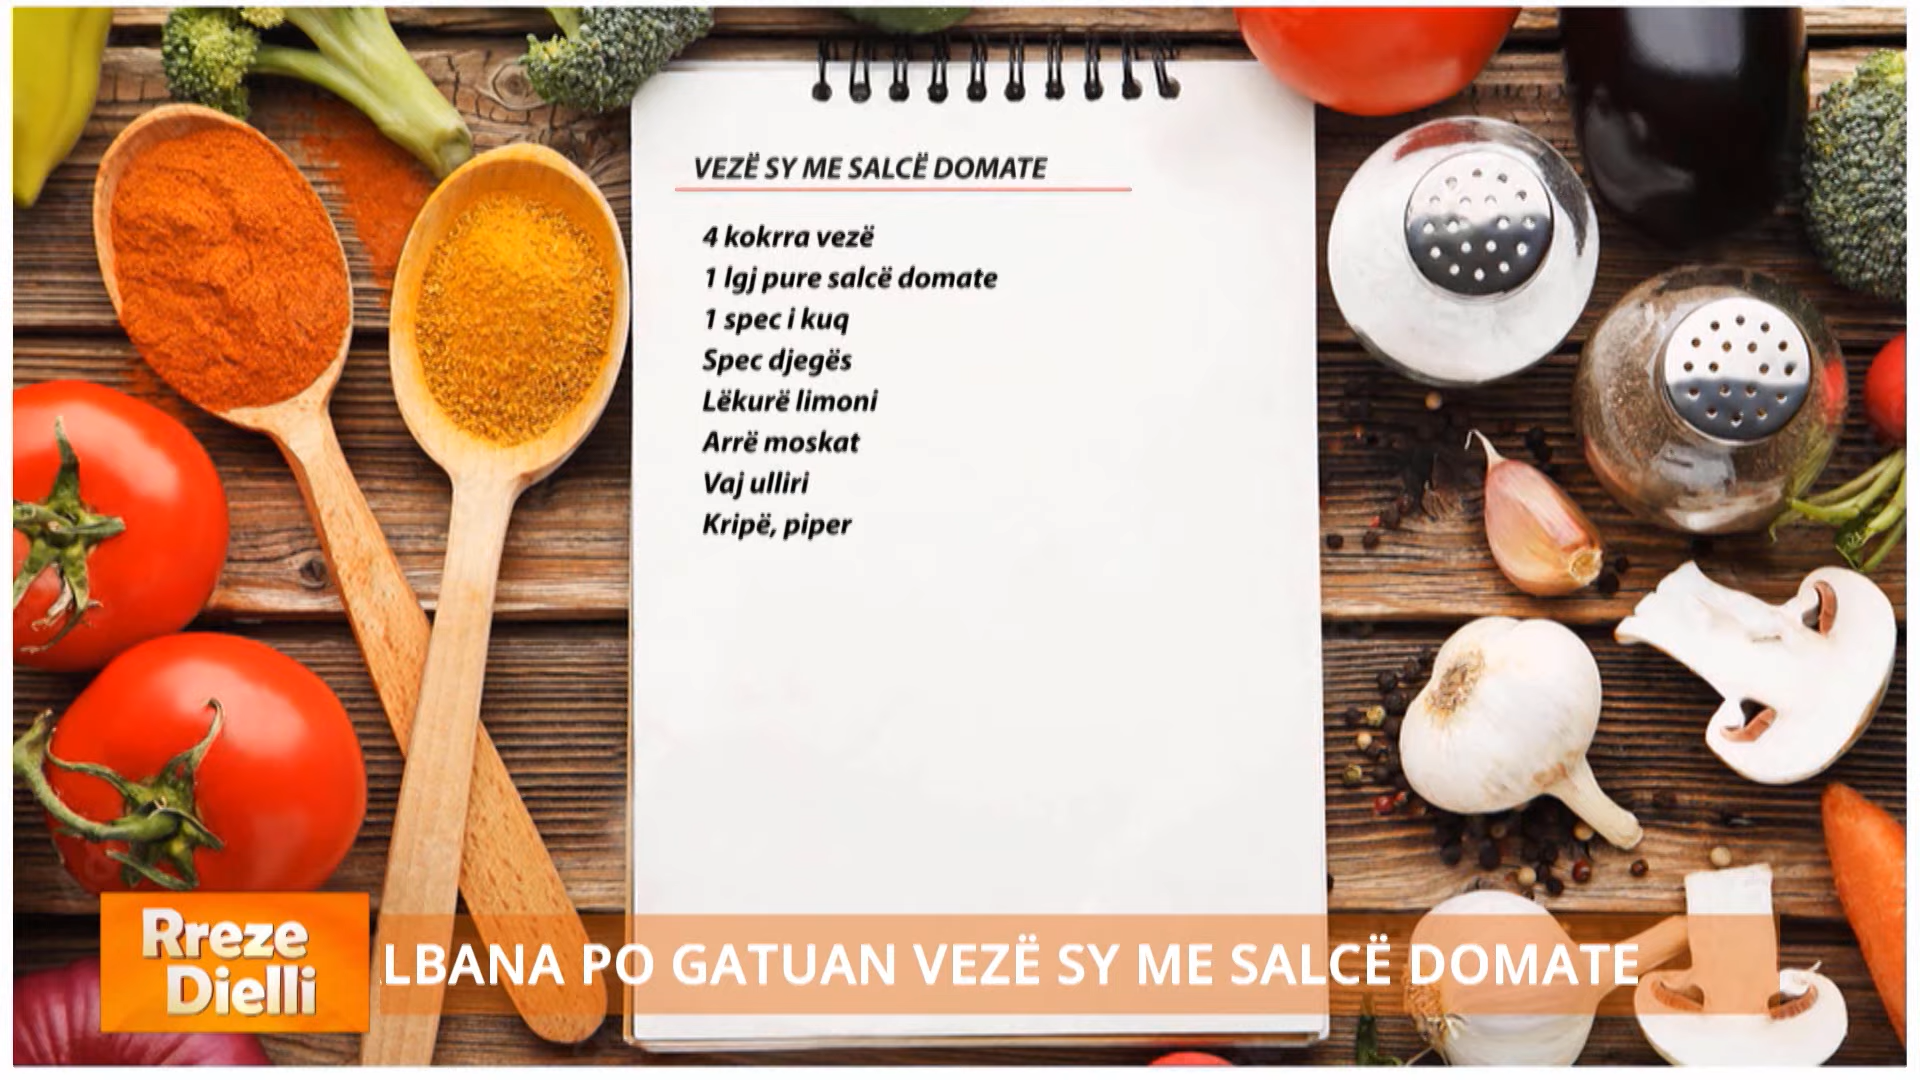 VEZË SY ME SALCË DOMATE
4 kokrra vezë
1 lgj pure salcë domate
1 spec i kuq
Spec djegës
Lëkurë limoni
Arrë moskat
Vaj ulliri
Kripë, piper
Rreze
Dielli
LBANA PO GATUAN VEZË SY ME SALCË DOMATE